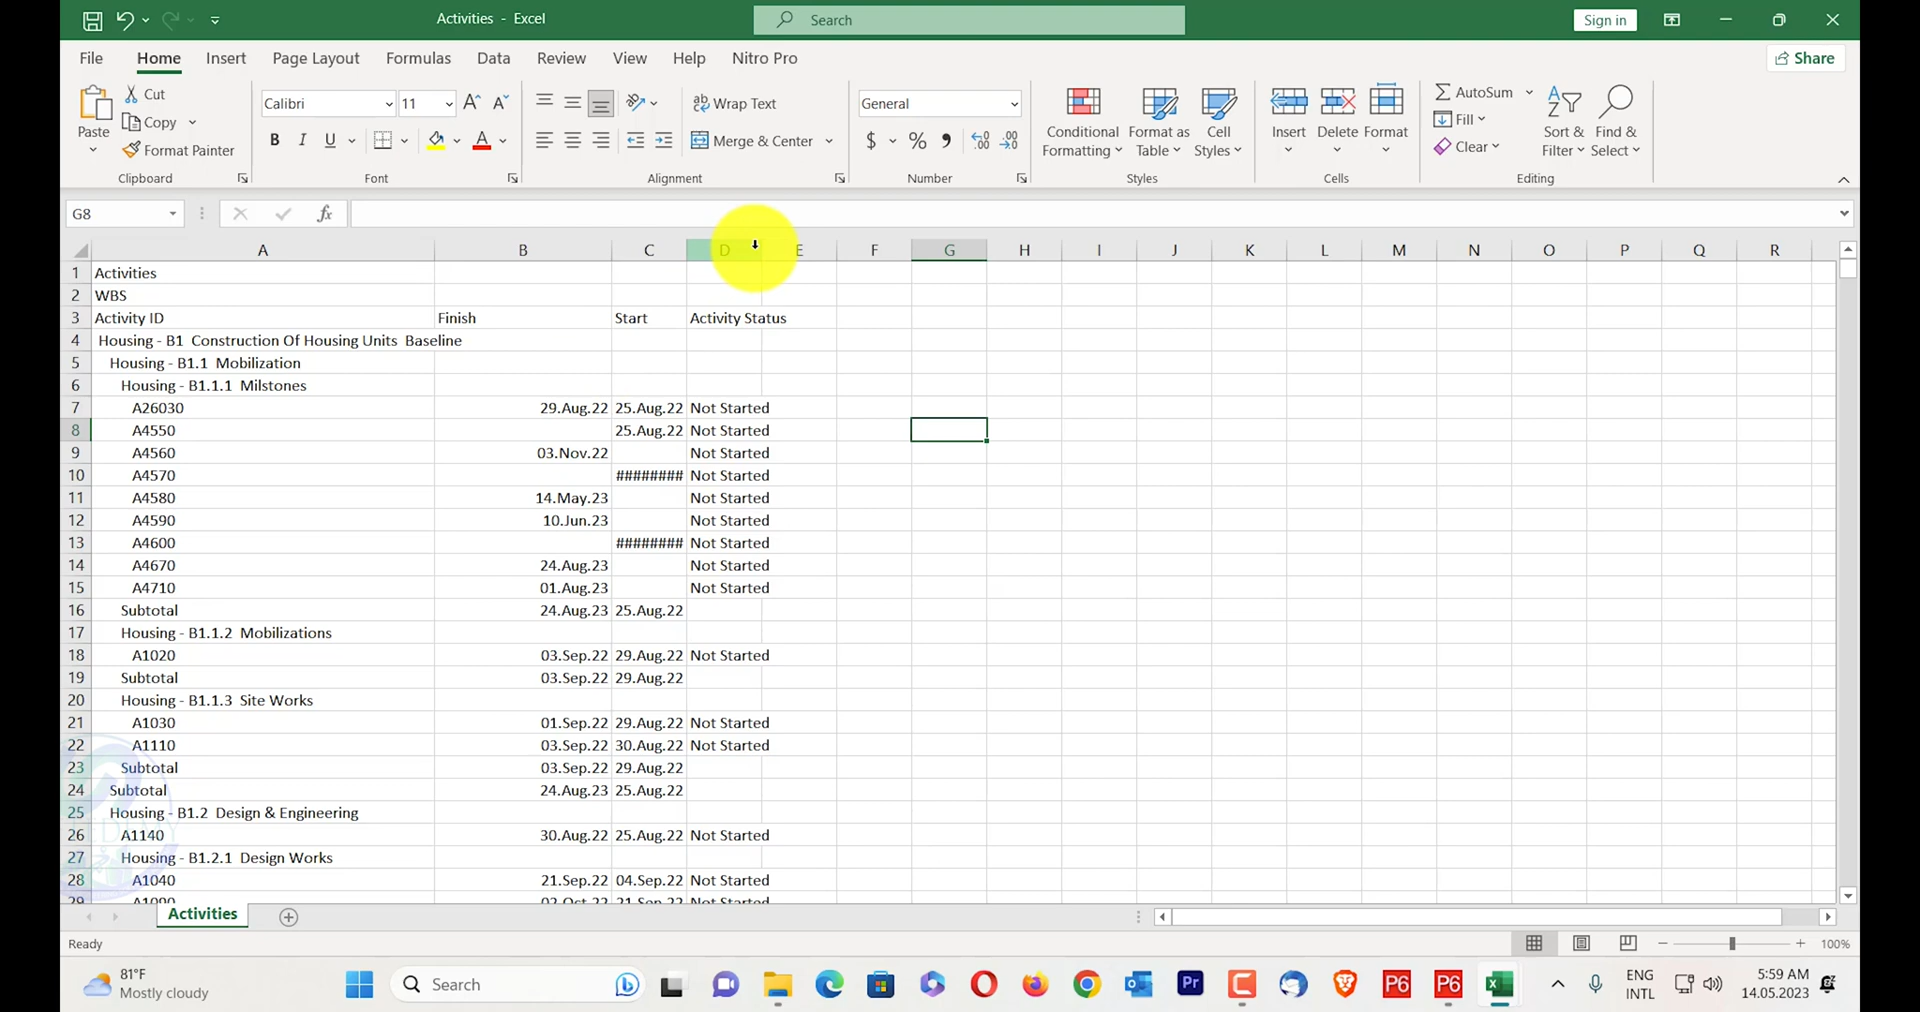 Activities - Excel
Search
Sign in
File Home Insert Page Layout Formulas Data Review View Help Nitro Pro
Share
Paste
Cut
Copy
Format Painter
Clipboard
Calibri 11
B I U
Font
Wrap Text
Merge & Center
Alignment
General
$ % 9
Number
Conditional Formatting
Format as Table
Cell Styles
Styles
Insert
Delete
Format
Cells
AutoSum
Fill
Clear
Sort & Filter
Find & Select
Editing
G8
fx
A B C D E F G H I J K L M N O P Q R
1 Activities
2 WBS
3 Activity ID Finish Start Activity Status
4 Housing - B1 Construction Of Housing Units Baseline
5 Housing - B1.1 Mobilization
6 Housing - B1.1.1 Milstones
7 A26030 29.Aug.22 25.Aug.22 Not Started
8 A4550 25.Aug.22 Not Started
9 A4560 03.Nov.22 Not Started
10 A4570 ######## Not Started
11 A4580 14.May.23 Not Started
12 A4590 10.Jun.23 Not Started
13 A4600 ######## Not Started
14 A4670 24.Aug.23 Not Started
15 A4710 01.Aug.23 Not Started
16 Subtotal 24.Aug.23 25.Aug.22
17 Housing - B1.1.2 Mobilizations
18 A1020 03.Sep.22 29.Aug.22 Not Started
19 Subtotal 03.Sep.22 29.Aug.22
20 Housing - B1.1.3 Site Works
21 A1030 01.Sep.22 29.Aug.22 Not Started
22 A1110 03.Sep.22 30.Aug.22 Not Started
23 Subtotal 03.Sep.22 29.Aug.22
24 Subtotal 24.Aug.23 25.Aug.22
25 Housing - B1.2 Design & Engineering
26 A1140 30.Aug.22 25.Aug.22 Not Started
27 Housing - B1.2.1 Design Works
28 A1040 21.Sep.22 04.Sep.22 Not Started
29 A1090 02.Oct.22 21.Sep.22 Not Started
Activities
Ready
100%
81°F
Mostly cloudy
Search
Pr
P6
P6
ENG
INTL
5:59 AM
14.05.2023